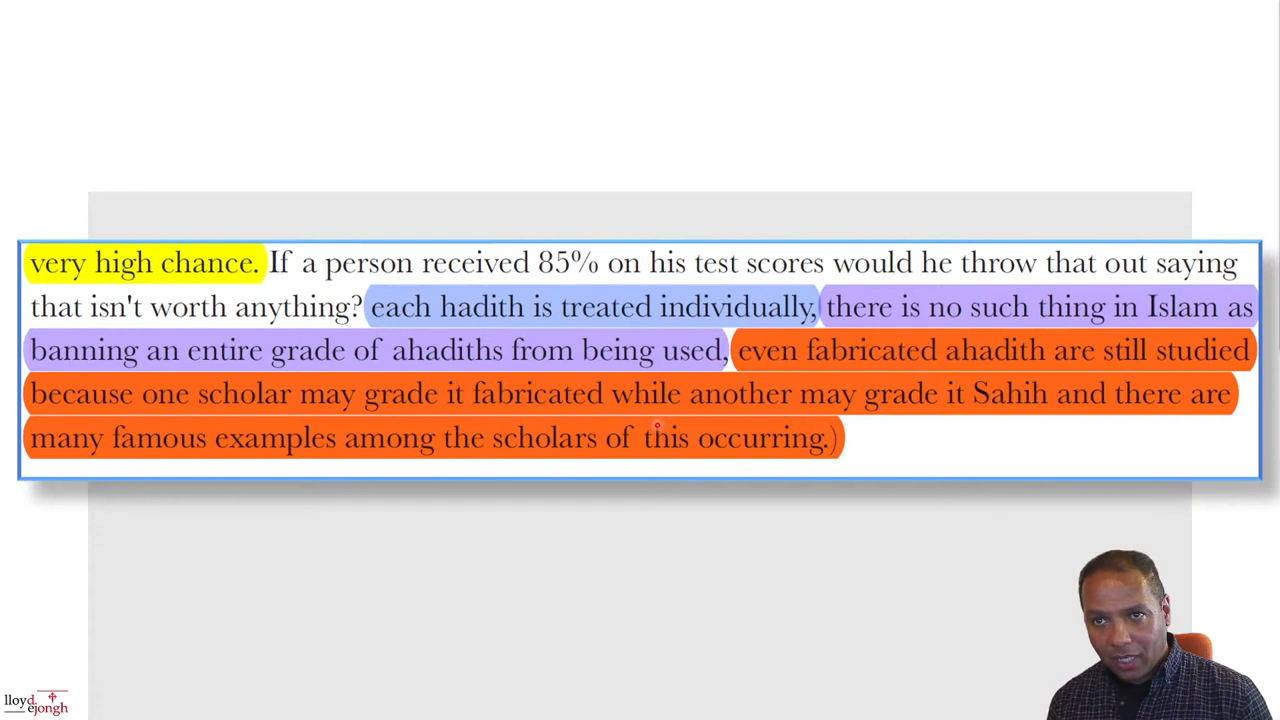 very high chance. If a person received 85% on his test scores would he throw that out saying
that isn't worth anything? each hadith is treated individually, there is no such thing in Islam as
banning an entire grade of ahadiths from being used, even fabricated ahadith are still studied
because one scholar may grade it fabricated while another may grade it Sahih and there are
many famous examples among the scholars of this occurring.)
lloyd
ejongh